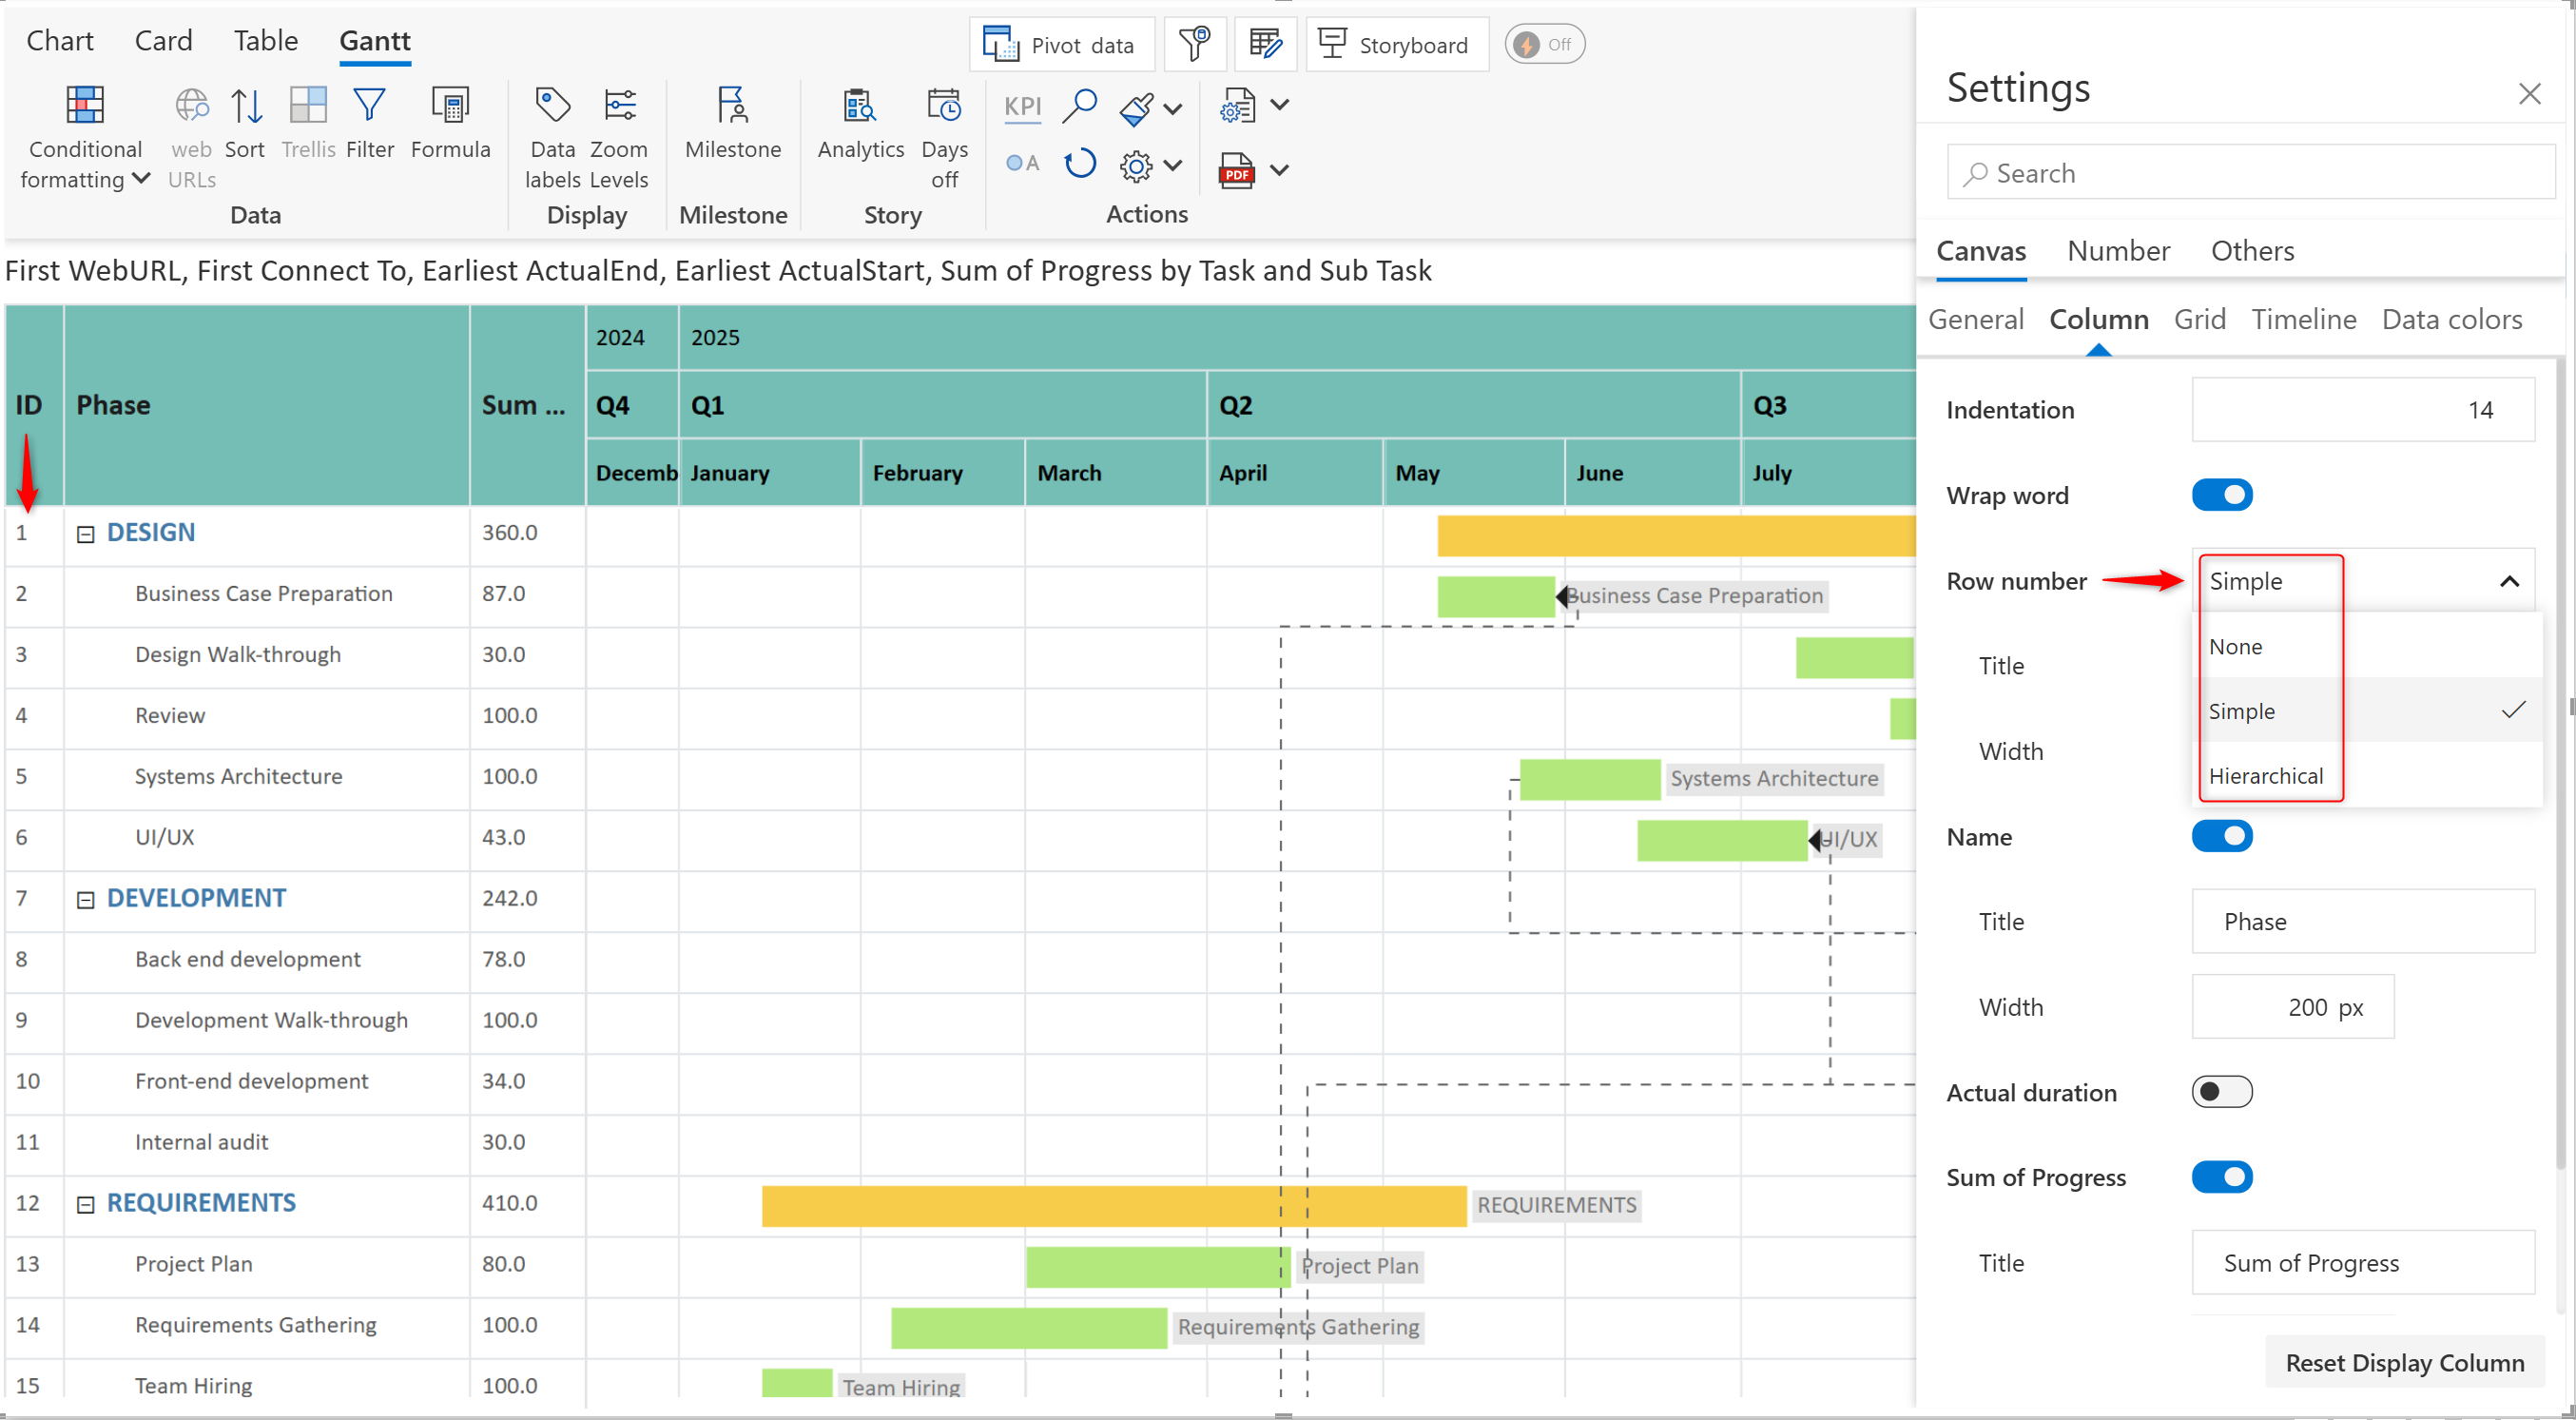 Chart Card Table Gantt
Pivot data Storyboard Off
Conditional formatting
web URLs
Sort
Trellis
Filter
Formula
Data
Data labels
Zoom Levels
Display
Milestone
Milestone
Analytics
Days off
Story
KPI
A
PDF
Actions
First WebURL, First Connect To, Earliest ActualEnd, Earliest ActualStart, Sum of Progress by Task and Sub Task
2024 2025
ID Phase Sum ... Q4 Q1 Q2 Q3
Decemb January February March April May June July
1 DESIGN 360.0
2 Business Case Preparation 87.0 Business Case Preparation
3 Design Walk-through 30.0
4 Review 100.0
5 Systems Architecture 100.0 Systems Architecture
6 UI/UX 43.0 UI/UX
7 DEVELOPMENT 242.0
8 Back end development 78.0
9 Development Walk-through 100.0
10 Front-end development 34.0
11 Internal audit 30.0
12 REQUIREMENTS 410.0 REQUIREMENTS
13 Project Plan 80.0 Project Plan
14 Requirements Gathering 100.0 Requirements Gathering
15 Team Hiring 100.0 Team Hiring
Settings
Search
Canvas Number Others
General Column Grid Timeline Data colors
Indentation 14
Wrap word
Row number Simple
None
Title
Simple
Width
Hierarchical
Name
Title Phase
Width 200 px
Actual duration
Sum of Progress
Title Sum of Progress
Reset Display Column